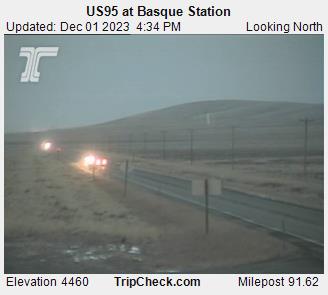 US95 at Basque Station
Updated: Dec 01 2023 4:34 PM Looking North
Elevation 4460 TripCheck.com Milepost 91.62